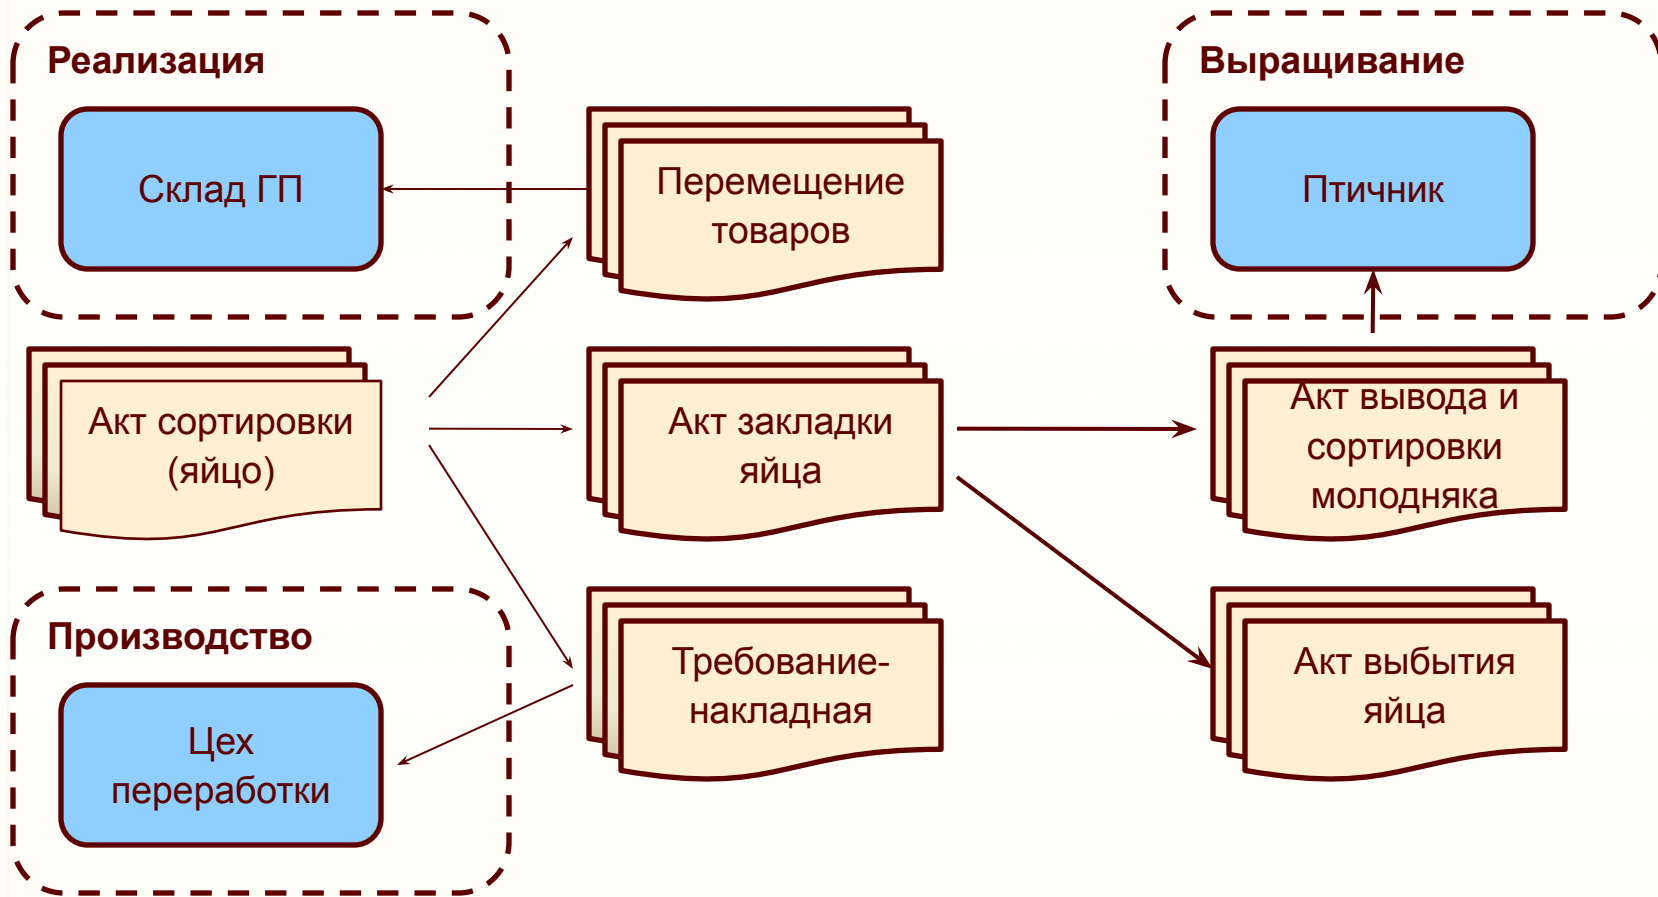 Реализация
Склад ГП
Перемещение
товаров
Выращивание
Птичник
Акт сортировки
(яйцо)
Акт закладки
яйца
Акт вывода и
сортировки
молодняка
Производство
Цех
переработки
Требование-
накладная
Акт выбытия
яйца